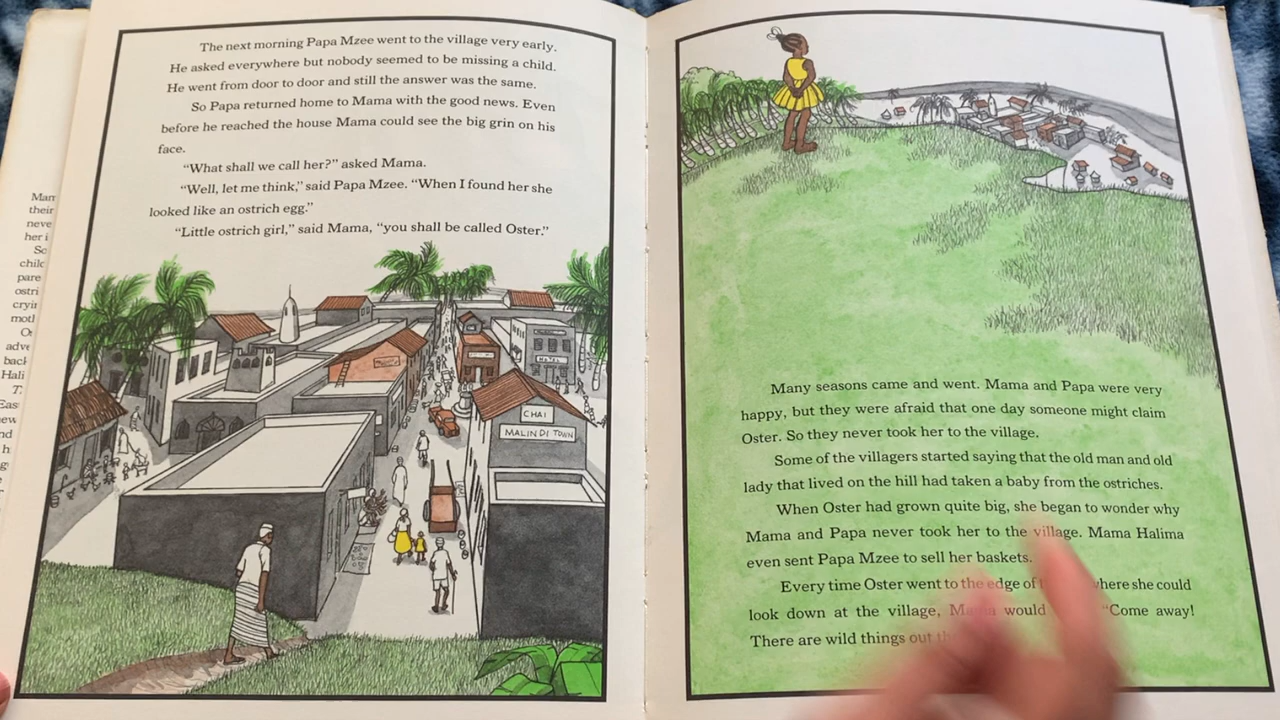 The next morning Papa Mzee went to the village very early.
He asked everywhere but nobody seemed to be missing a child.
He went from door to door and still the answer was the same.
So Papa returned home to Mama with the good news. Even
before he reached the house Mama could see the big grin on his
face.
“What shall we call her?” asked Mama.
“Well, let me think,” said Papa Mzee. “When I found her she
looked like an ostrich egg.”
“Little ostrich girl,” said Mama, “you shall be called Oster.”
HOTEL
CHAI
MALINDI TOWN
Many seasons came and went. Mama and Papa were very
happy, but they were afraid that one day someone might claim
Oster. So they never took her to the village.
Some of the villagers started saying that the old man and old
lady that lived on the hill had taken a baby from the ostriches.
When Oster had grown quite big, she began to wonder why
Mama and Papa never took her to the village. Mama Halima
even sent Papa Mzee to sell her baskets.
Every time Oster went to the edge of where she could
look down at the village, Mama would “Come away!
There are wild things out